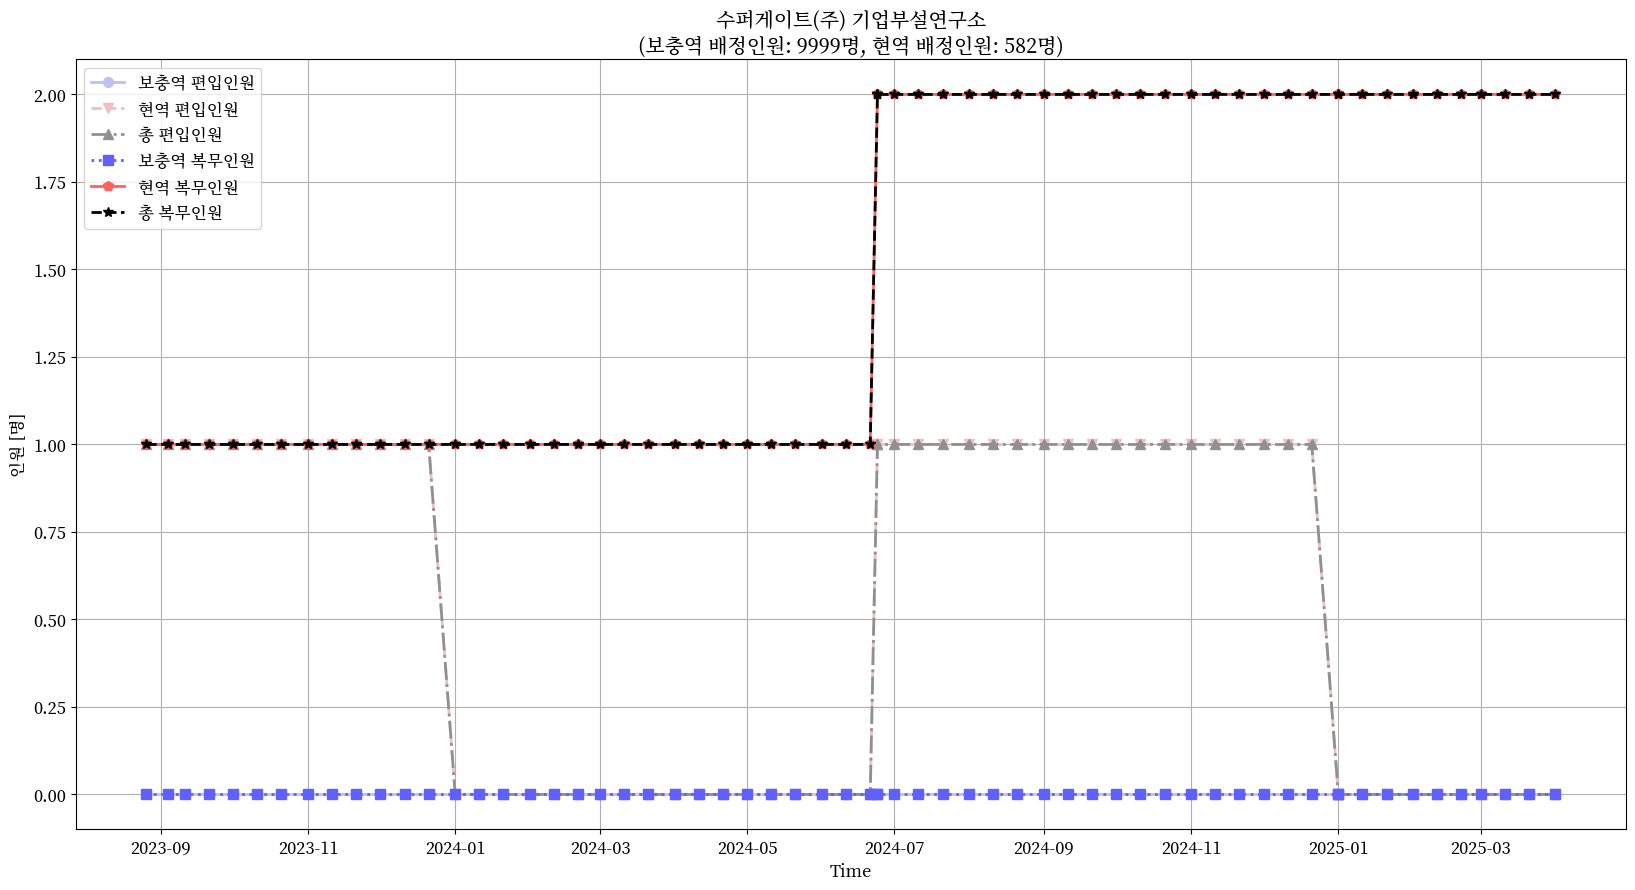 수퍼게이트(주) 기업부설연구소
(보충역 배정인원: 9999명, 현역 배정인원: 582명)
보충역 편입인원
현역 편입인원
총 편입인원
보충역 복무인원
현역 복무인원
총 복무인원
2.00
1.75
1.50
1.25
1.00
0.75
0.50
0.25
0.00
인원 [명]
2023-09 2023-11 2024-01 2024-03 2024-05 2024-07 2024-09 2024-11 2025-01 2025-03
Time